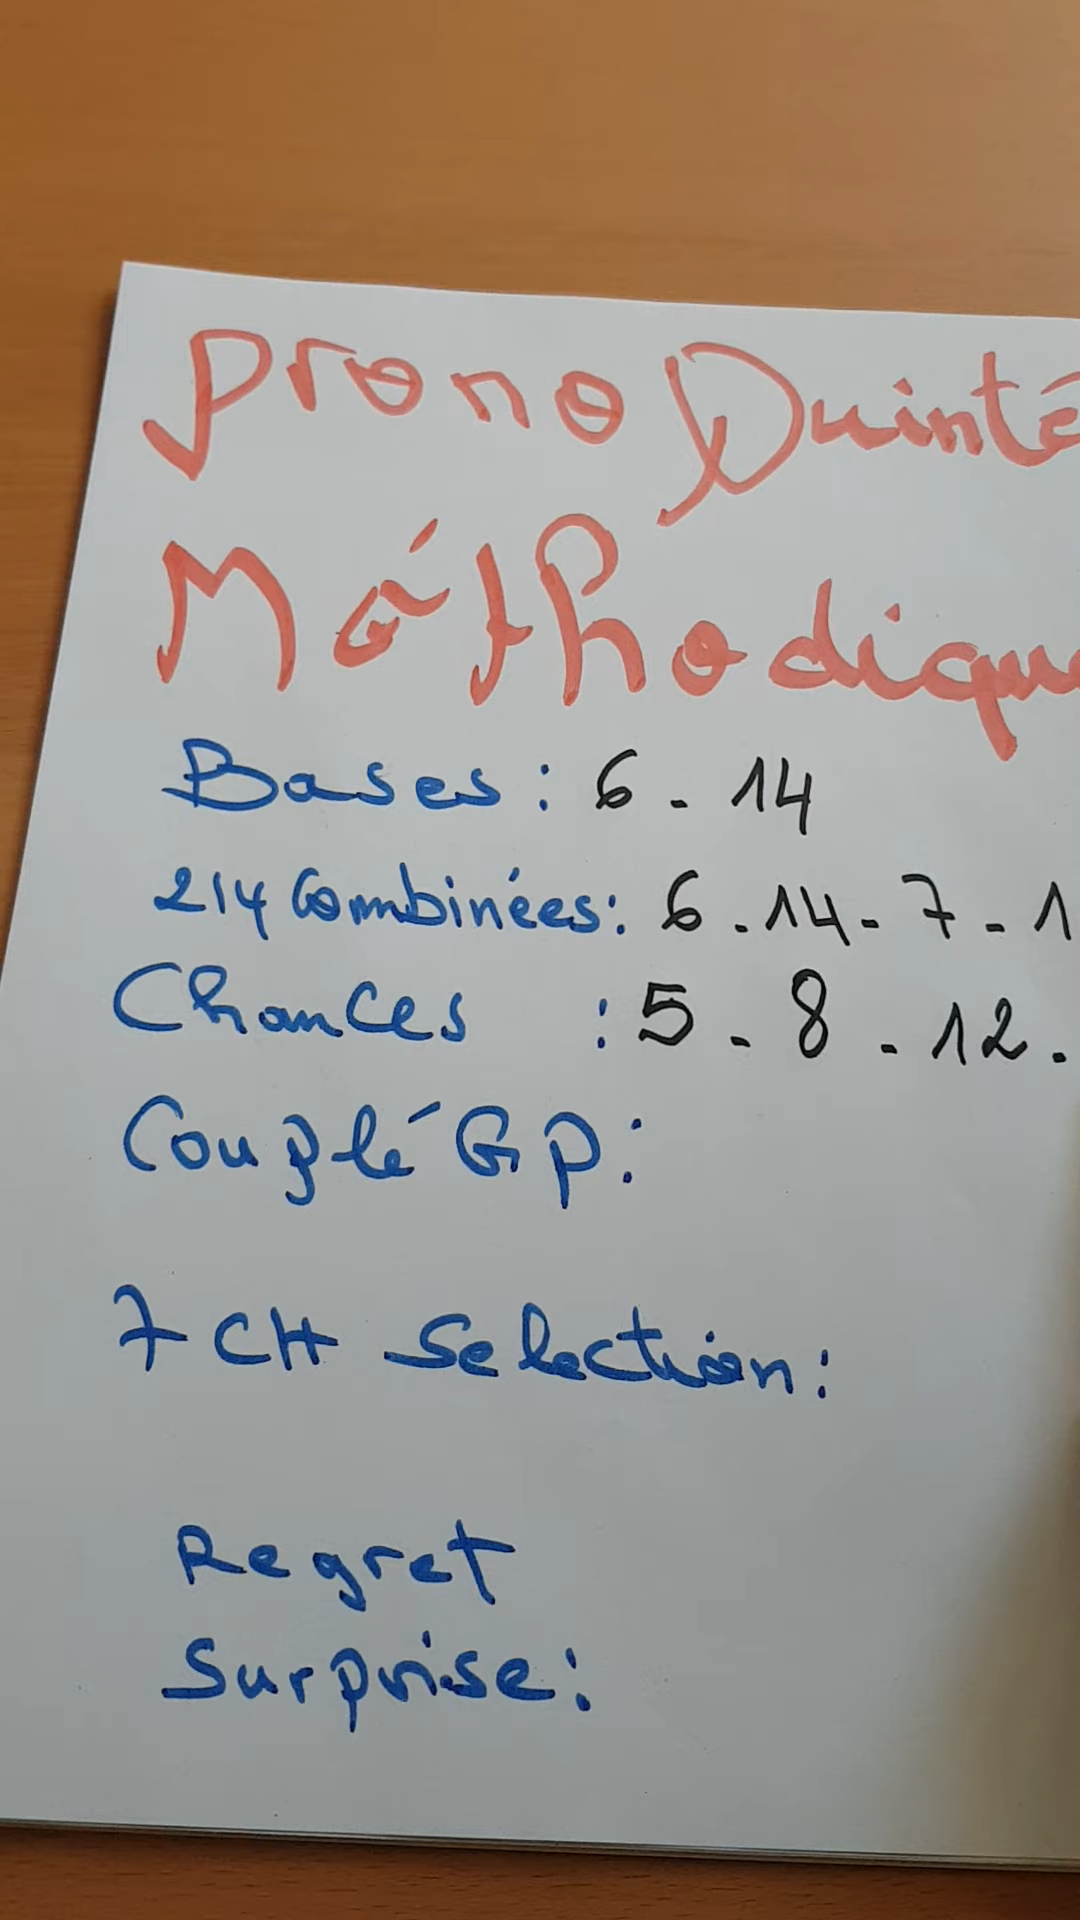 Prono Quinté
Méthodique
Bases : 6 - 14
2/4 Combinées : 6 - 14 - 7 - 1
Chances : 5 - 8 - 12 -
Couplé GP :
7 CH Selection :
Regret
Surprise :